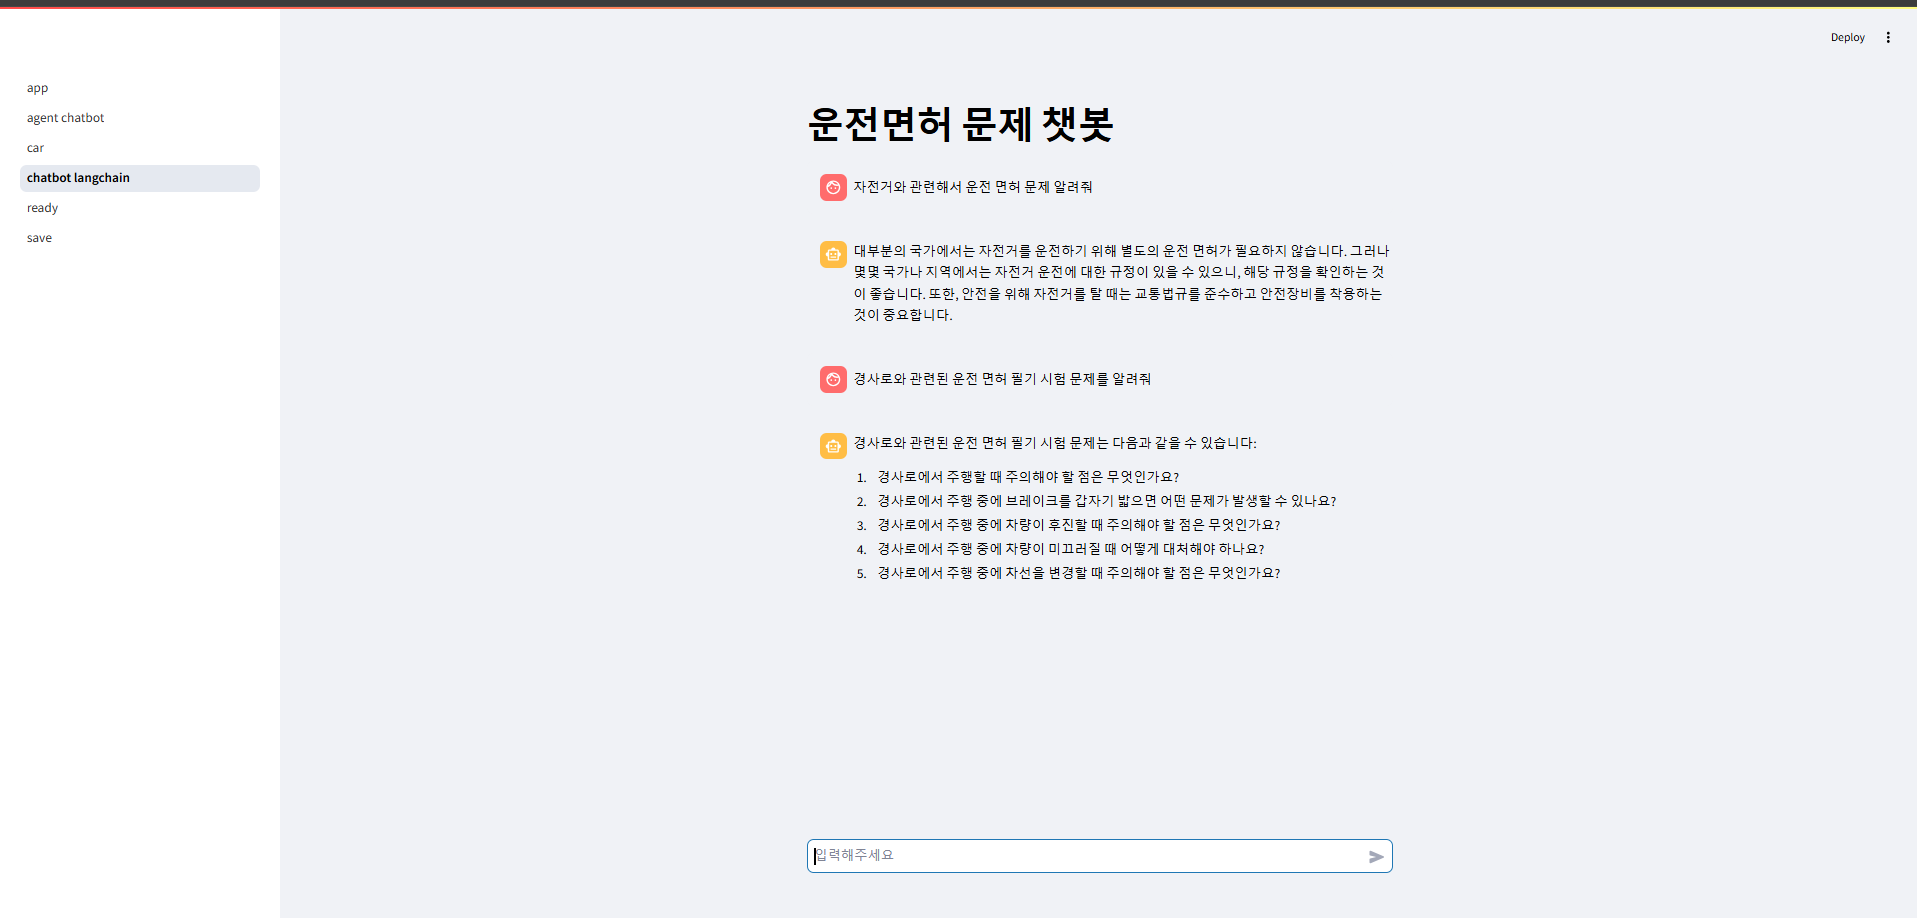 Deploy
app
agent chatbot
car
chatbot langchain
ready
save
운전면허 문제 챗봇
자전거와 관련해서 운전 면허 문제 알려줘
대부분의 국가에서는 자전거를 운전하기 위해 별도의 운전 면허가 필요하지 않습니다. 그러나
몇몇 국가나 지역에서는 자전거 운전에 대한 규정이 있을 수 있으니, 해당 규정을 확인하는 것
이 좋습니다. 또한, 안전을 위해 자전거를 탈 때는 교통법규를 준수하고 안전장비를 착용하는
것이 중요합니다.
경사로와 관련된 운전 면허 필기 시험 문제를 알려줘
경사로와 관련된 운전 면허 필기 시험 문제는 다음과 같을 수 있습니다:
1. 경사로에서 주행할 때 주의해야 할 점은 무엇인가요?
2. 경사로에서 주행 중에 브레이크를 갑자기 밟으면 어떤 문제가 발생할 수 있나요?
3. 경사로에서 주행 중에 차량이 후진할 때 주의해야 할 점은 무엇인가요?
4. 경사로에서 주행 중에 차량이 미끄러질 때 어떻게 대처해야 하나요?
5. 경사로에서 주행 중에 차선을 변경할 때 주의해야 할 점은 무엇인가요?
입력해주세요